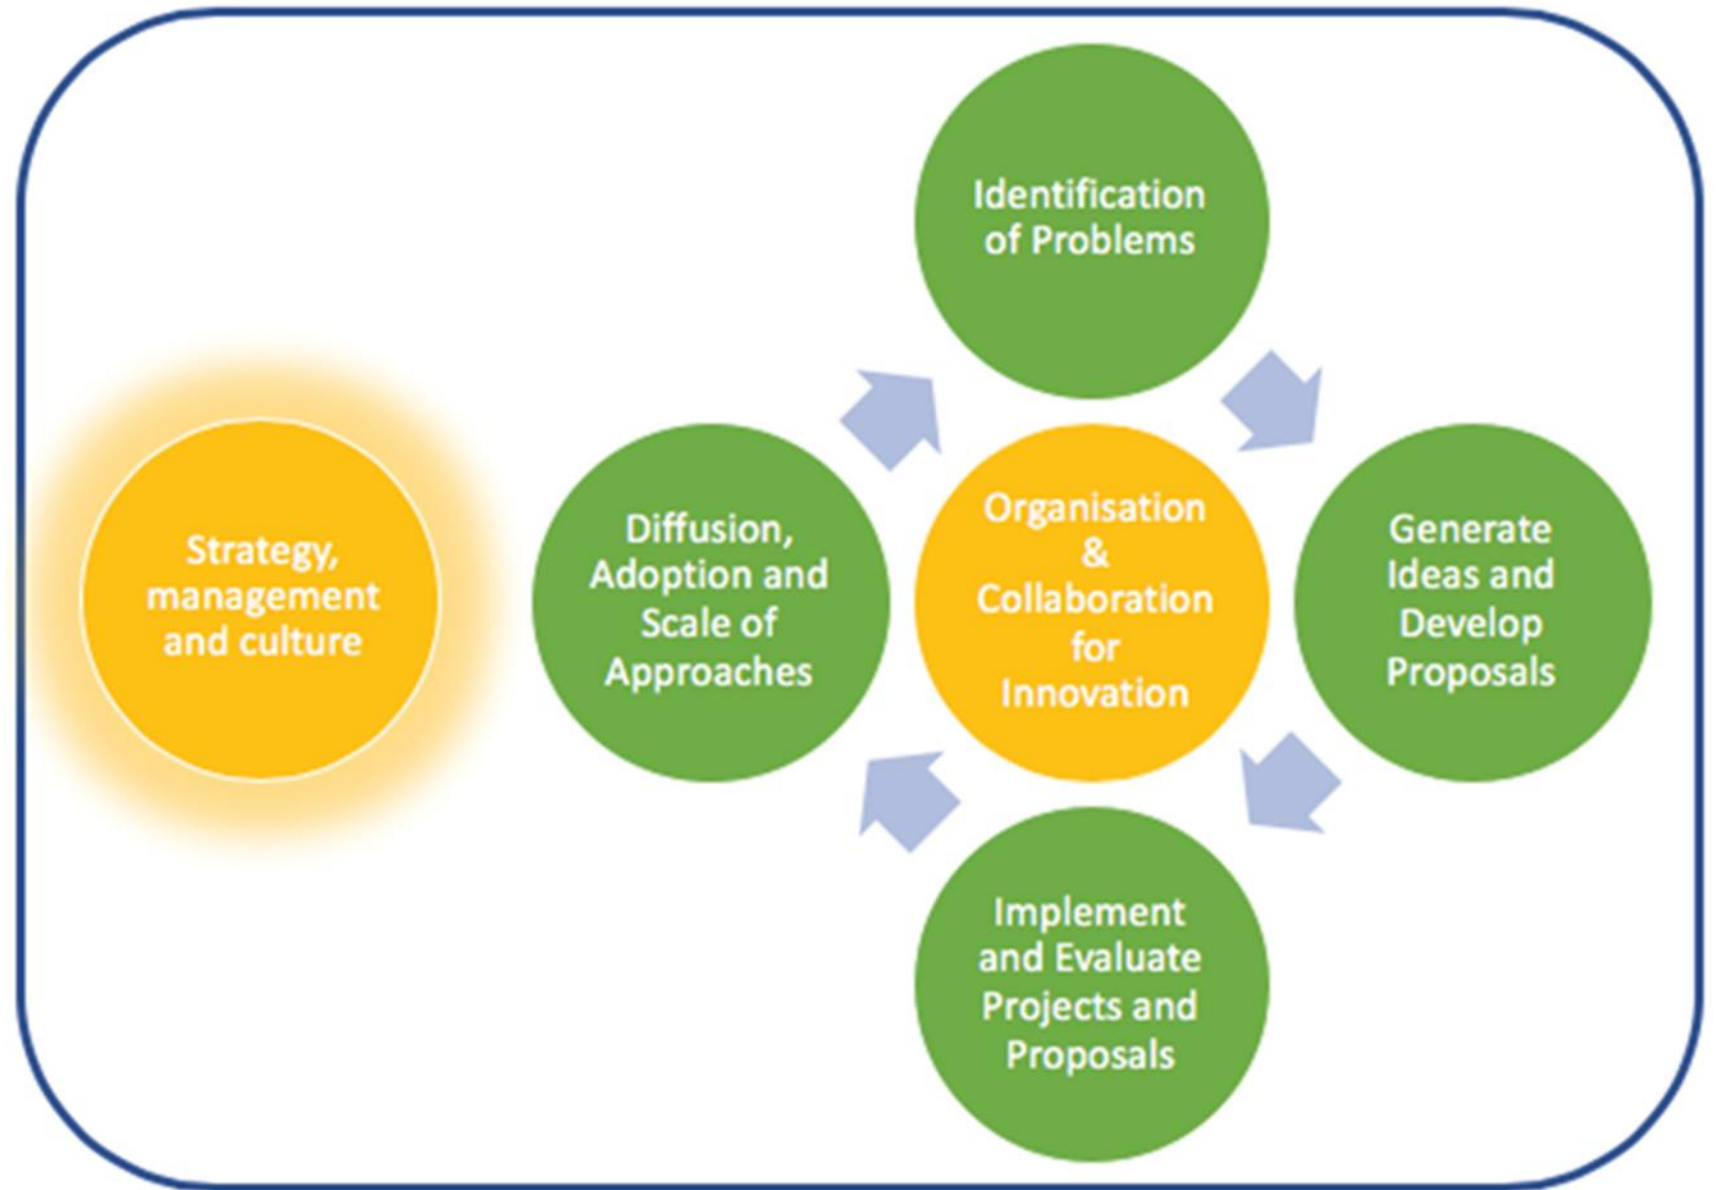 Identification
of Problems
Strategy,
management
and culture
Diffusion,
Adoption and
Scale of
Approaches
Organisation
&
Collaboration
for
Innovation
Generate
Ideas and
Develop
Proposals
Implement
and Evaluate
Projects and
Proposals